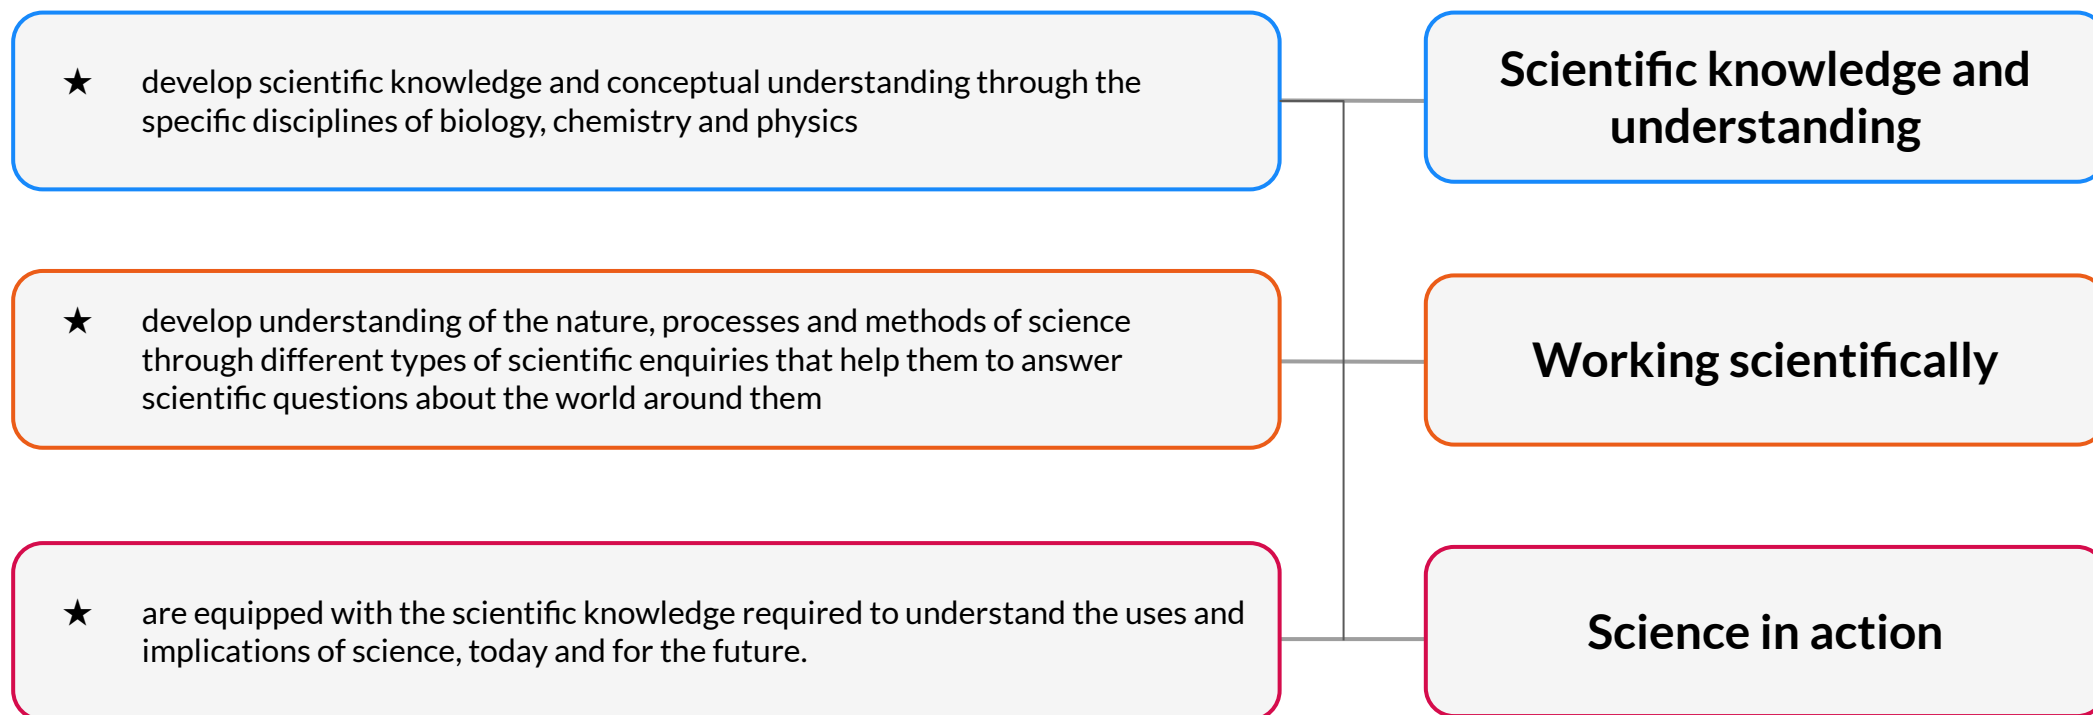 ★ develop scientific knowledge and conceptual understanding through the
specific disciplines of biology, chemistry and physics
Scientific knowledge and
understanding
★ develop understanding of the nature, processes and methods of science
through different types of scientific enquiries that help them to answer
scientific questions about the world around them
Working scientifically
★ are equipped with the scientific knowledge required to understand the uses and
implications of science, today and for the future.
Science in action